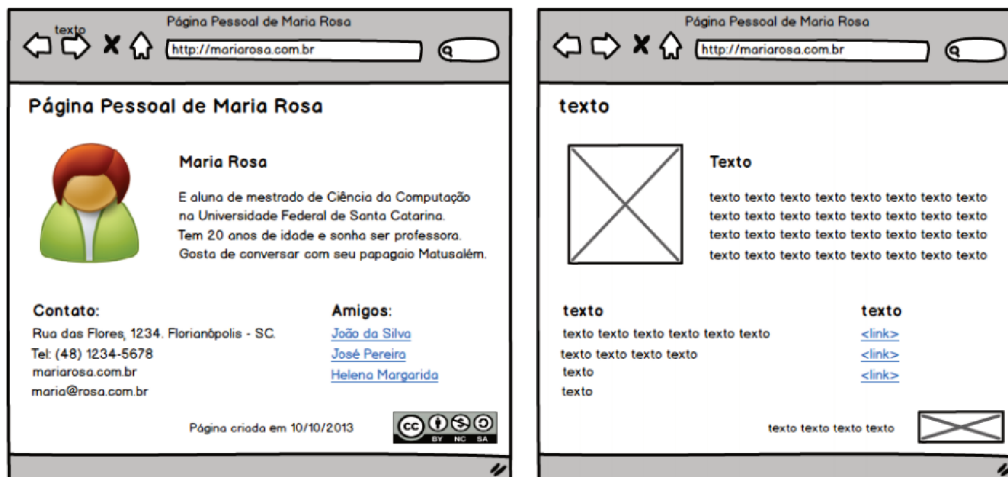 Página Pessoal de Maria Rosa
texto
http://mariarosa.com.br
Página Pessoal de Maria Rosa
Maria Rosa
E aluna de mestrado de Ciência da Computação
na Universidade Federal de Santa Catarina.
Tem 20 anos de idade e sonha ser professora.
Gosta de conversar com seu papagaio Matusalém.
Contato:
Rua das Flores, 1234. Florianópolis - SC.
Tel: (48) 1234-5678
mariarosa.com.br
maria@rosa.com.br
Amigos:
João da Silva
José Pereira
Helena Margarida
Página criada em 10/10/2013
cc
BY NC SA
Página Pessoal de Maria Rosa
http://mariarosa.com.br
texto
Texto
texto texto texto texto texto texto texto texto
texto texto texto texto texto texto texto texto
texto texto texto texto texto texto texto texto
texto texto texto texto texto texto texto texto
texto
texto texto texto texto texto texto
texto texto texto texto
texto
texto
texto
<link>
<link>
<link>
texto texto texto texto